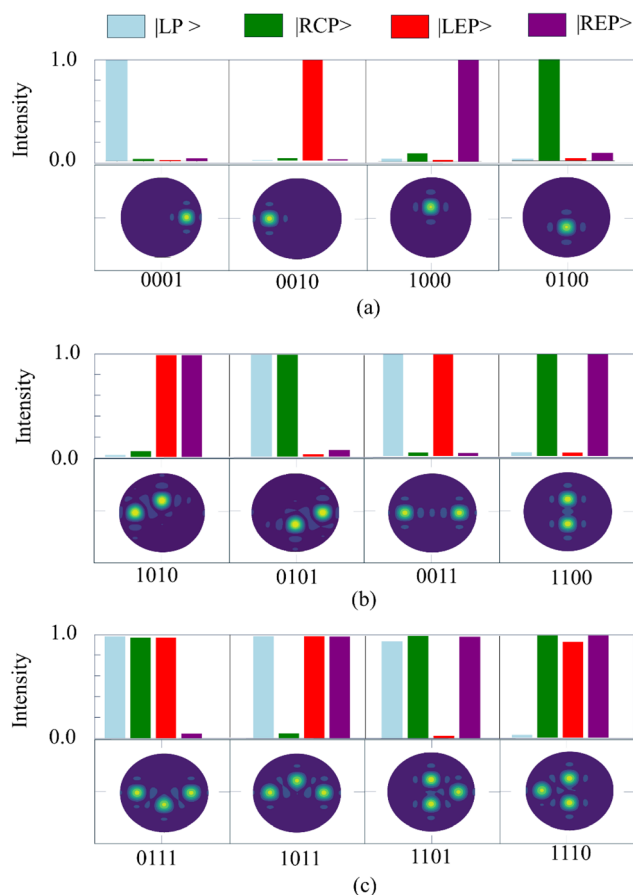 |LP > |RCP> |LEP> |REP>
1.0
Intensity
0.0
0001 0010 1000 0100
(a)
1.0
Intensity
0.0
1010 0101 0011 1100
(b)
1.0
Intensity
0.0
0111 1011 1101 1110
(c)